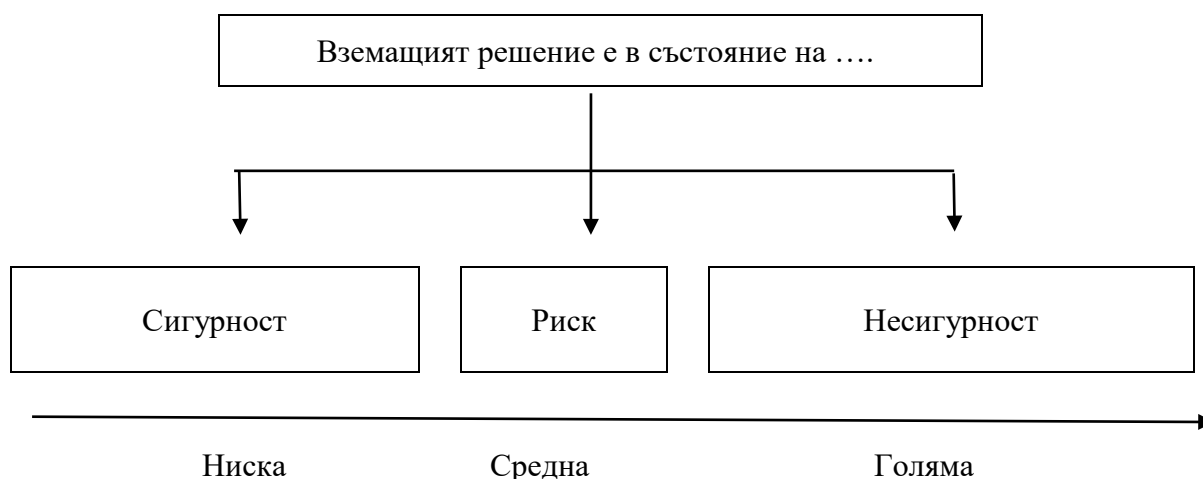 Вземащият решение е в състояние на ….
Сигурност
Риск
Несигурност
Ниска
Средна
Голяма